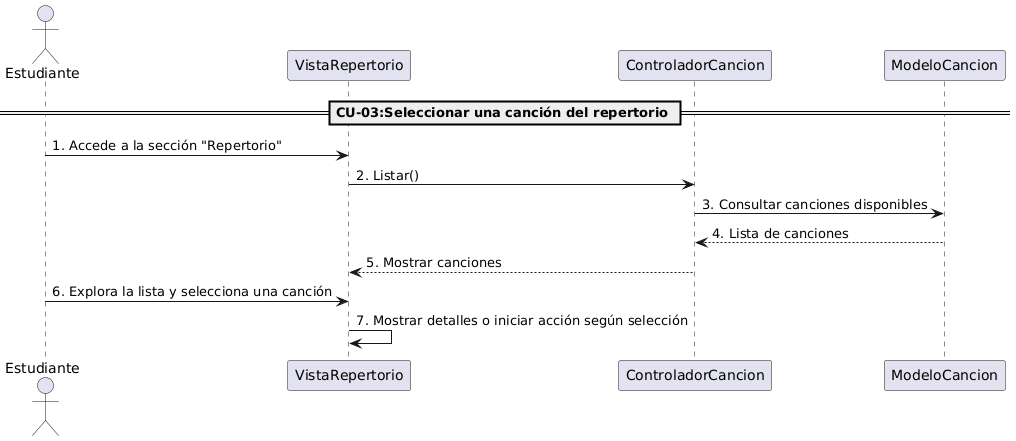 Estudiante
VistaRepertorio
ControladorCancion
ModeloCancion
CU-03:Seleccionar una canción del repertorio
1. Accede a la sección "Repertorio"
2. Listar()
3. Consultar canciones disponibles
4. Lista de canciones
5. Mostrar canciones
6. Explora la lista y selecciona una canción
7. Mostrar detalles o iniciar acción según selección
Estudiante
VistaRepertorio
ControladorCancion
ModeloCancion